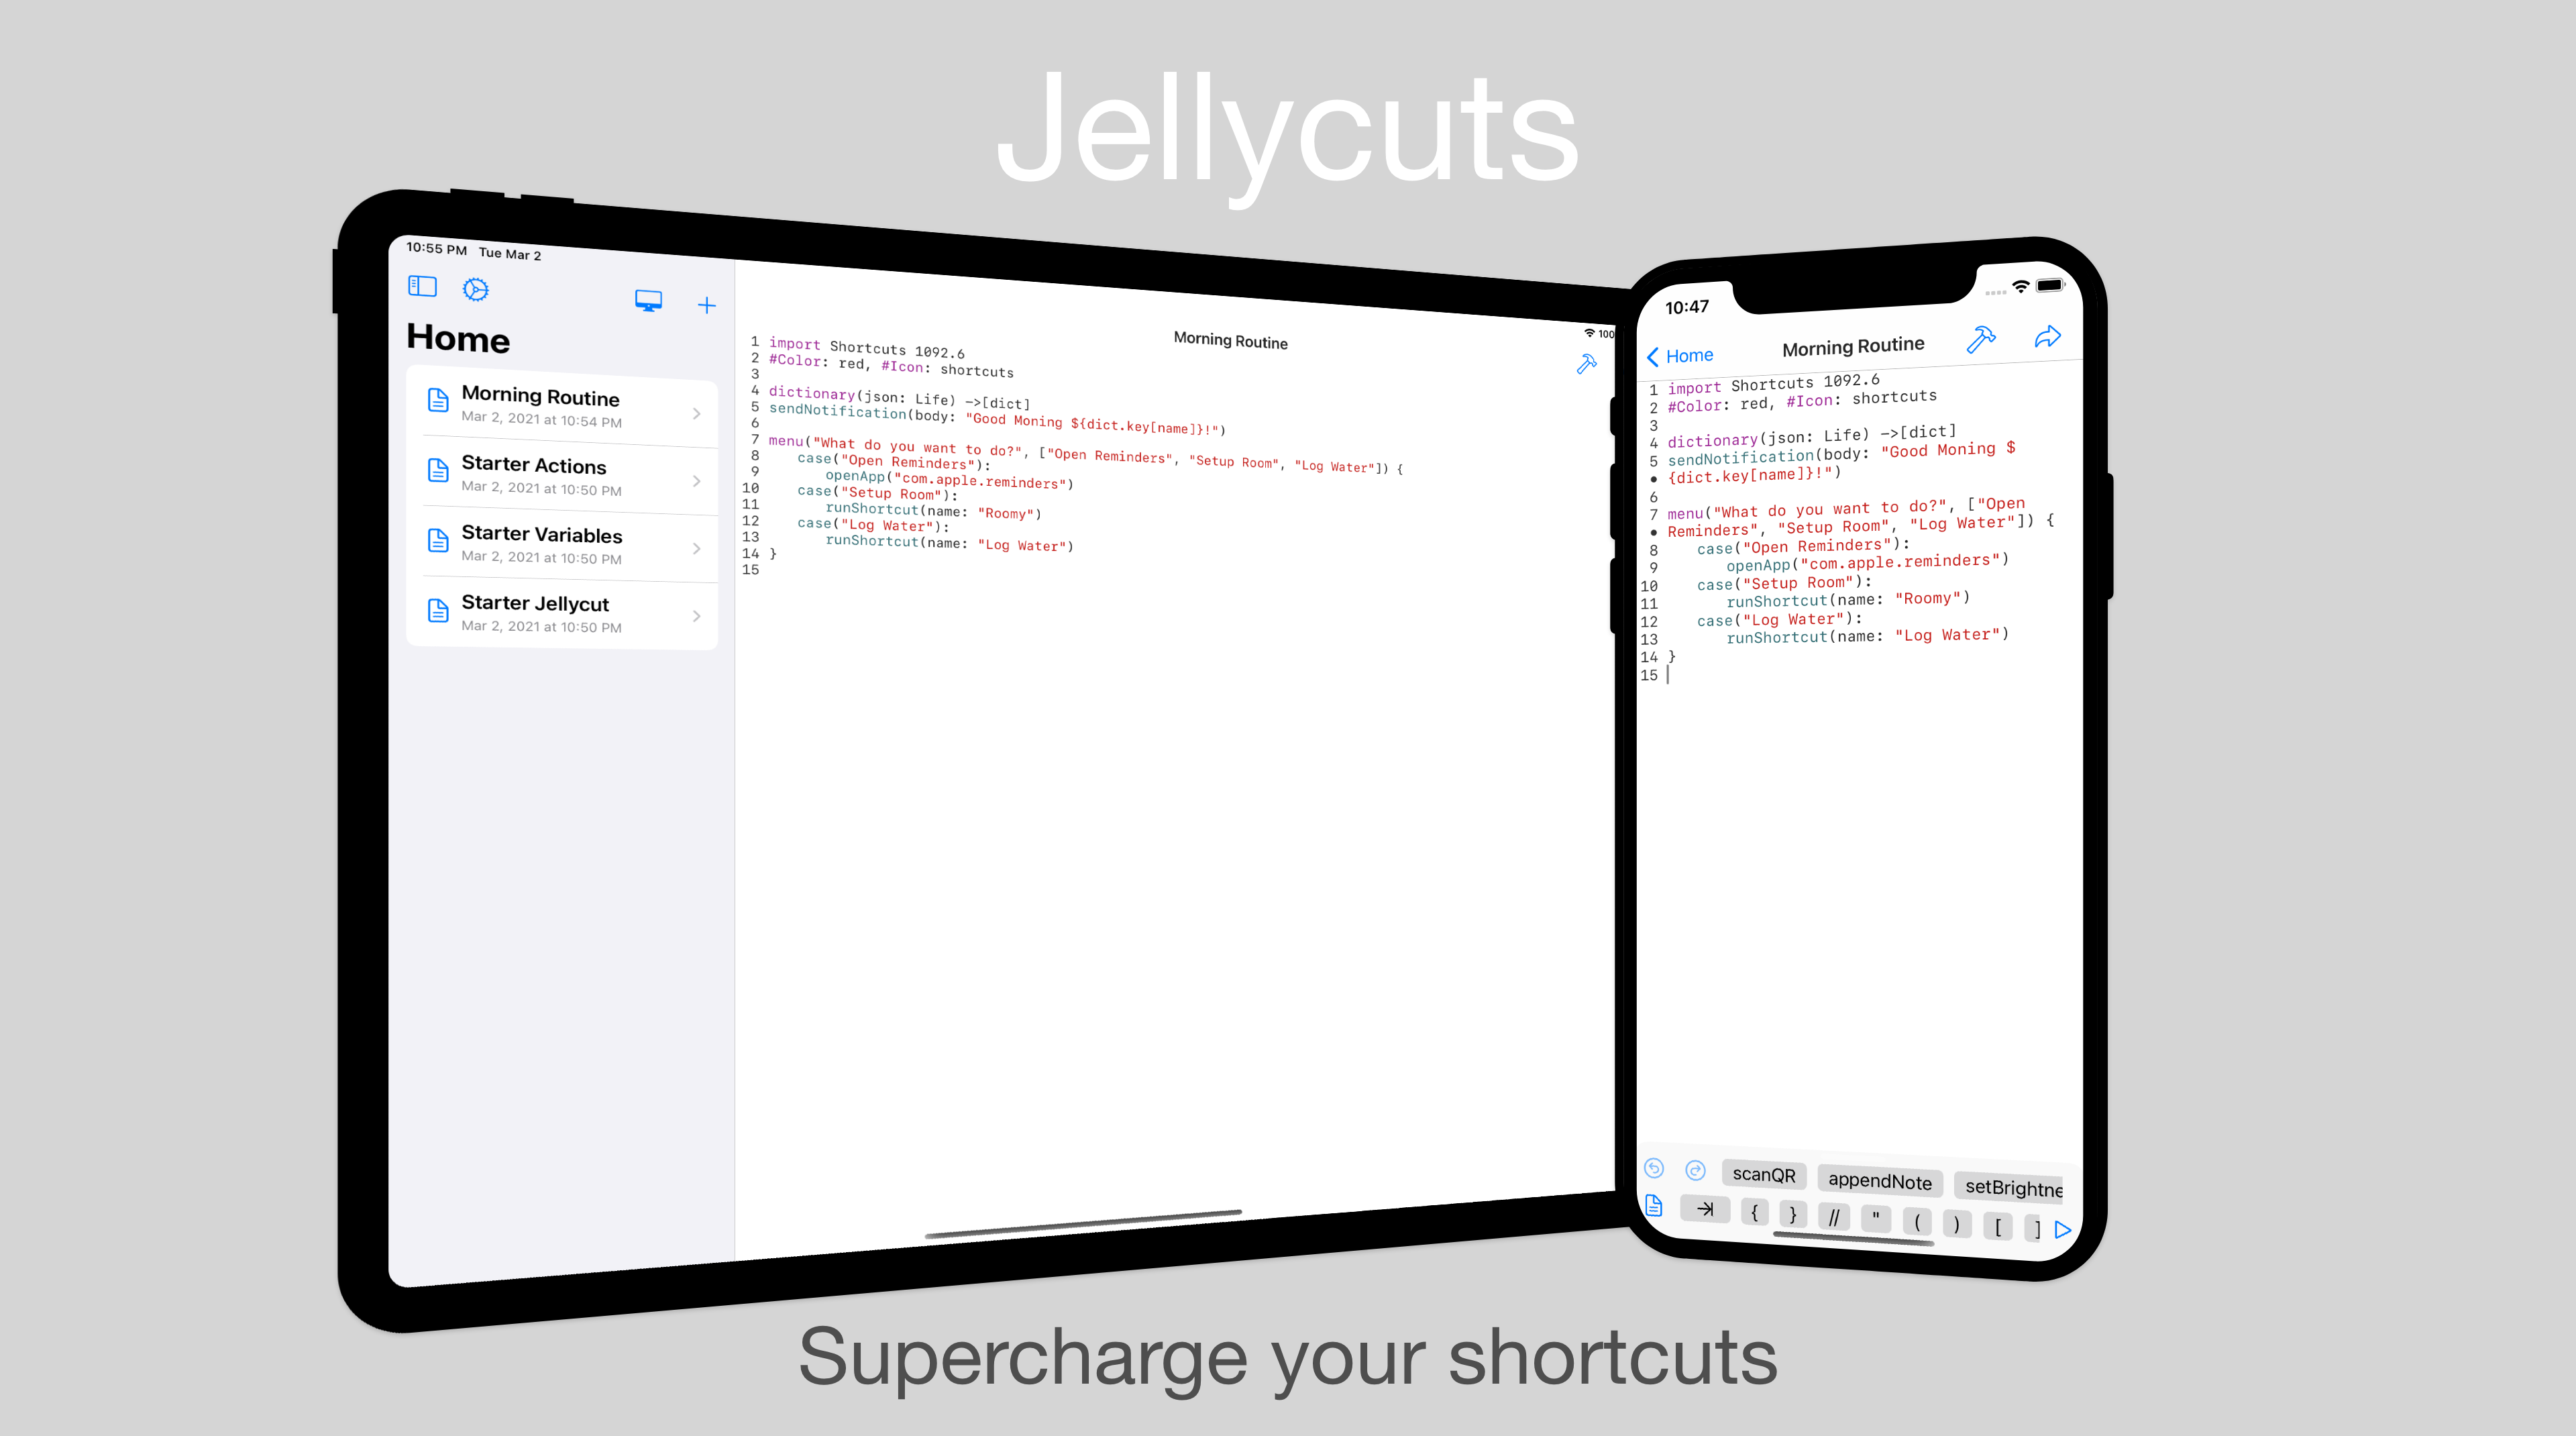 Jellycuts
10:55 PM Tue Mar 2
Home
Morning Routine
Mar 2, 2021 at 10:54 PM
Starter Actions
Mar 2, 2021 at 10:50 PM
Starter Variables
Mar 2, 2021 at 10:50 PM
Starter Jellycut
Mar 2, 2021 at 10:50 PM
100
Morning Routine
1 import Shortcuts 1092.6
2 #Color: red, #Icon: shortcuts
3
4 dictionary(json: Life) ->[dict]
5 sendNotification(body: "Good Moning ${dict.key[name]}!")
6
7 menu("What do you want to do?", ["Open Reminders", "Setup Room", "Log Water"]) {
8 case("Open Reminders"):
9 openApp("com.apple.reminders")
10 case("Setup Room"):
11 runShortcut(name: "Roomy")
12 case("Log Water"):
13 runShortcut(name: "Log Water")
14 }
15
10:47
Home Morning Routine
1 import Shortcuts 1092.6
2 #Color: red, #Icon: shortcuts
3
4 dictionary(json: Life) ->[dict]
5 sendNotification(body: "Good Moning $
• {dict.key[name]}!")
6
7 menu("What do you want to do?", ["Open
• Reminders", "Setup Room", "Log Water"]) {
8 case("Open Reminders"):
9 openApp("com.apple.reminders")
10 case("Setup Room"):
11 runShortcut(name: "Roomy")
12 case("Log Water"):
13 runShortcut(name: "Log Water")
14 }
15
scanQR appendNote setBrightne
{ } // " ( ) [ ]
Supercharge your shortcuts